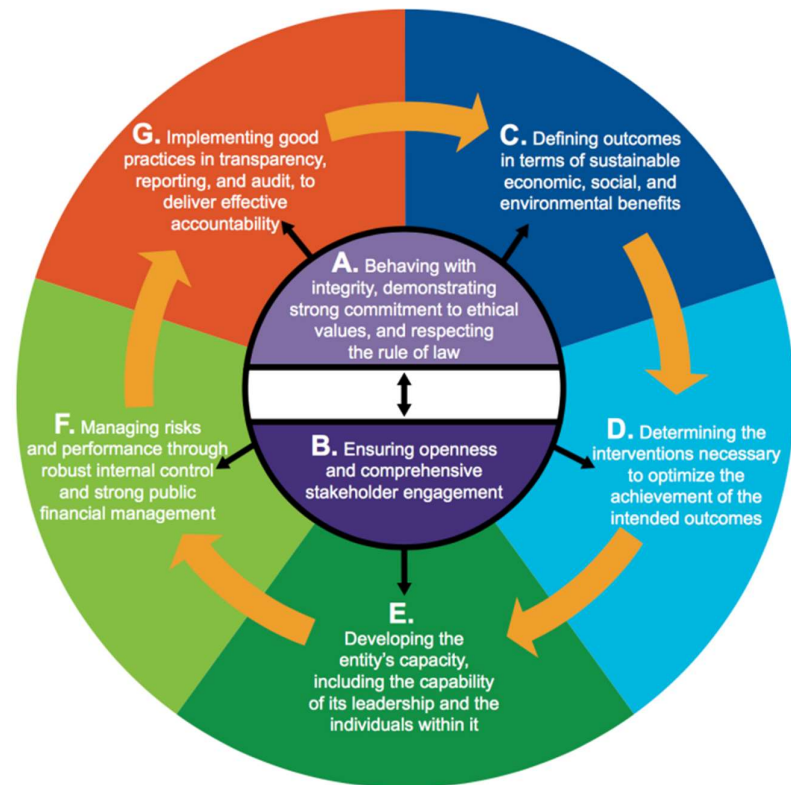 G. Implementing good
practices in transparency,
reporting, and audit, to
deliver effective
accountability
C. Defining outcomes
in terms of sustainable
economic, social, and
environmental benefits
A. Behaving with
integrity, demonstrating
strong commitment to ethical
values, and respecting
the rule of law
F. Managing risks
and performance through
robust internal control
and strong public
financial management
B. Ensuring openness
and comprehensive
stakeholder engagement
D. Determining the
interventions necessary
to optimize the
achievement of the
intended outcomes
E.
Developing the
entity's capacity,
including the capability
of its leadership and the
individuals within it